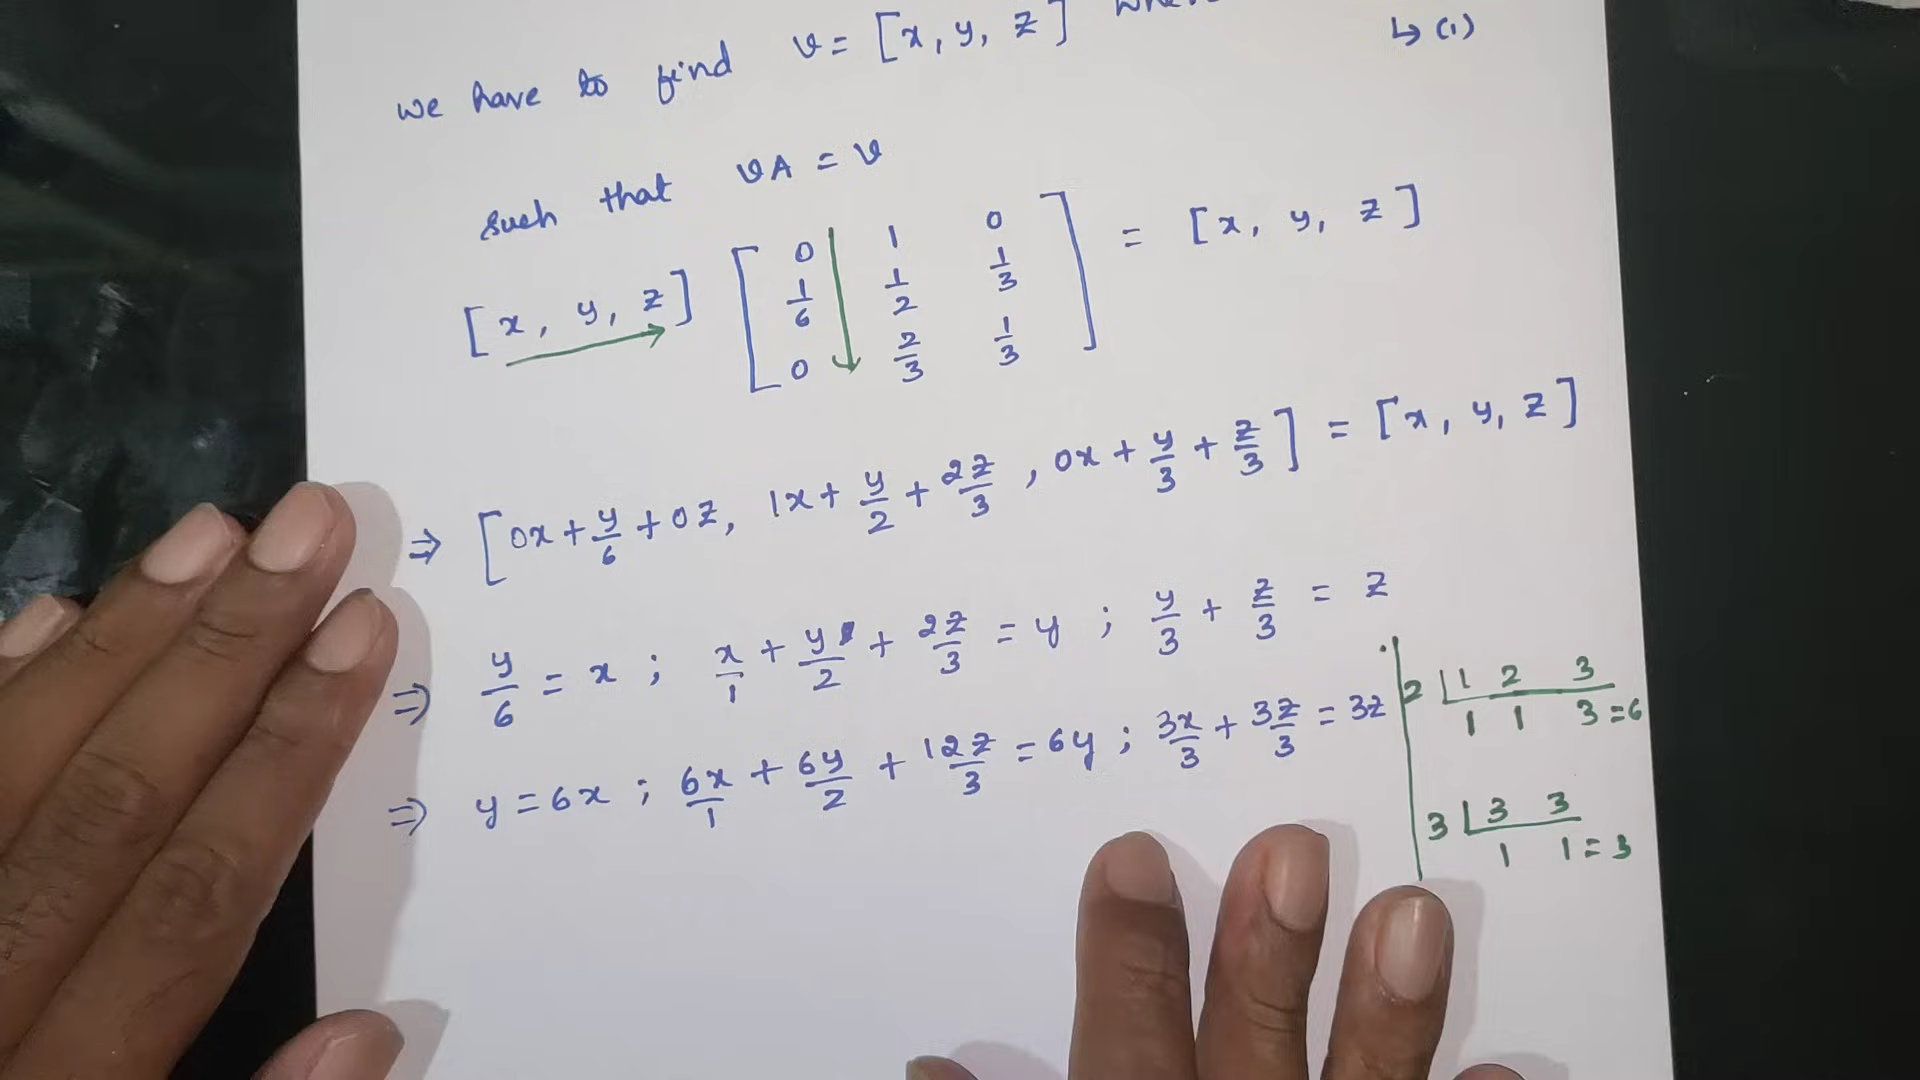 we have to find v = [x, y, z]
↳ (1)
such that vA = v
[x, y, z] [0 1 0
1/6 1/2 1/3
0 2/3 1/3] = [x, y, z]
⇒ [0x + y/6 + 0z, 1x + y/2 + 2z/3, 0x + y/3 + z/3] = [x, y, z]
⇒ y/6 = x ; x/1 + y/2 + 2z/3 = y ; y/3 + z/3 = z
⇒ y = 6x ; 6x/1 + 6y/2 + 12z/3 = 6y ; 3x/3 + 3z/3 = 3z
2 | 1 2 3
1 1 3 = 6
3 | 3 3
1 1 = 3